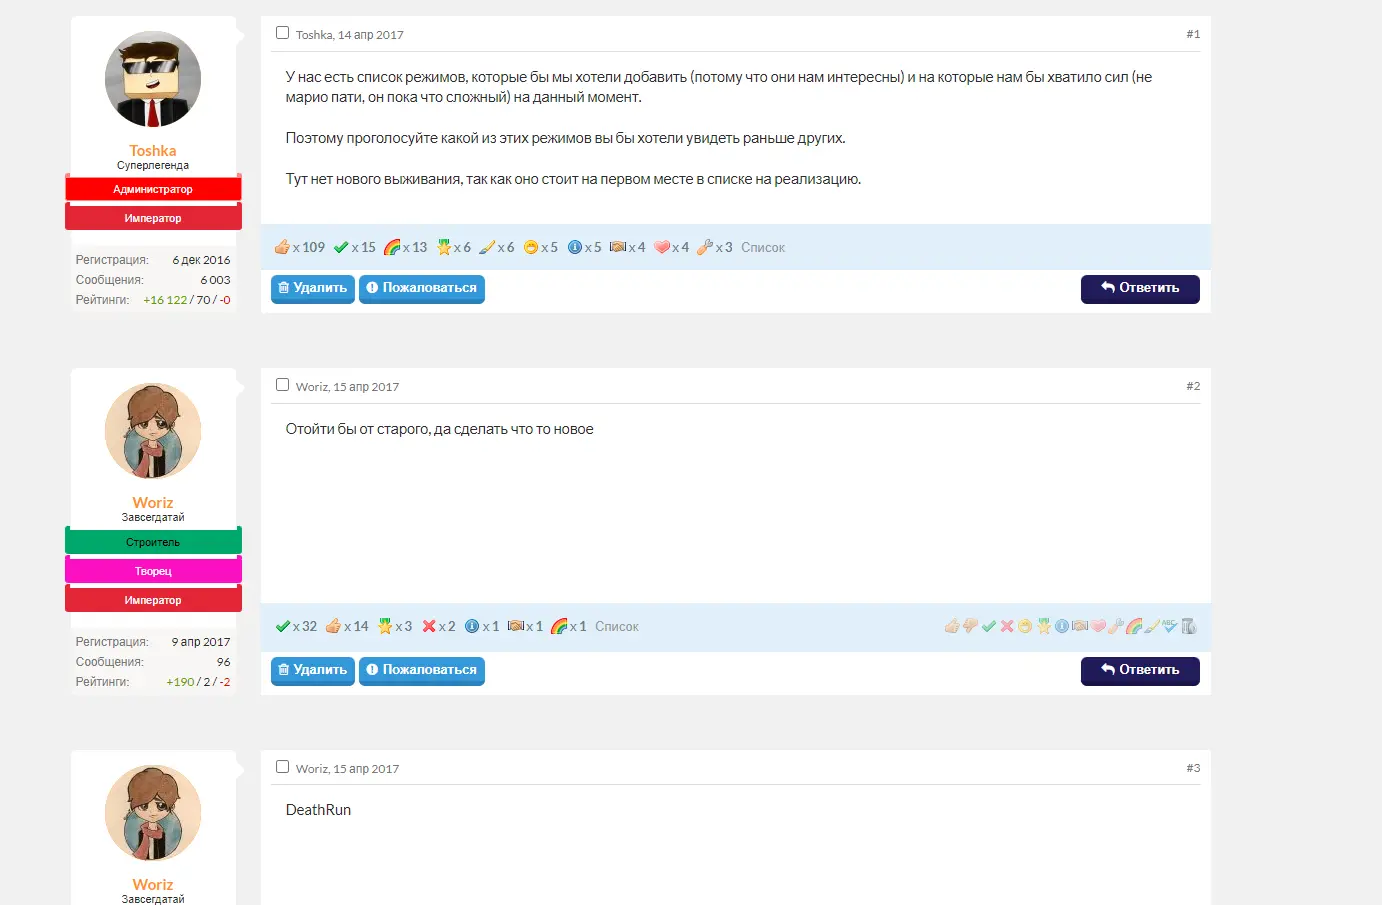 Toshka, 14 апр 2017
#1
У нас есть список режимов, которые бы мы хотели добавить (потому что они нам интересны) и на которые нам бы хватило сил (не
марио пати, он пока что сложный) на данный момент.
Поэтому проголосуйте какой из этих режимов вы бы хотели увидеть раньше других.
Тут нет нового выживания, так как оно стоит на первом месте в списке на реализацию.
Toshka
Суперлегенда
Администратор
Император
Регистрация: 6 дек 2016
Сообщения: 6 003
Рейтинги: +16 122 / 70 / -0
x 109 x 15 x 13 x 6 x 6 x 5 x 5 x 4 x 4 x 3 Список
Удалить Пожаловаться Ответить
Woriz, 15 апр 2017
#2
Отойти бы от старого, да сделать что то новое
Woriz
Завсегдатай
Строитель
Творец
Император
Регистрация: 9 апр 2017
Сообщения: 96
Рейтинги: +190 / 2 / -2
x 32 x 14 x 3 x 2 x 1 x 1 x 1 Список
ABC
Удалить Пожаловаться Ответить
Woriz, 15 апр 2017
#3
DeathRun
Woriz
Завсегдатай